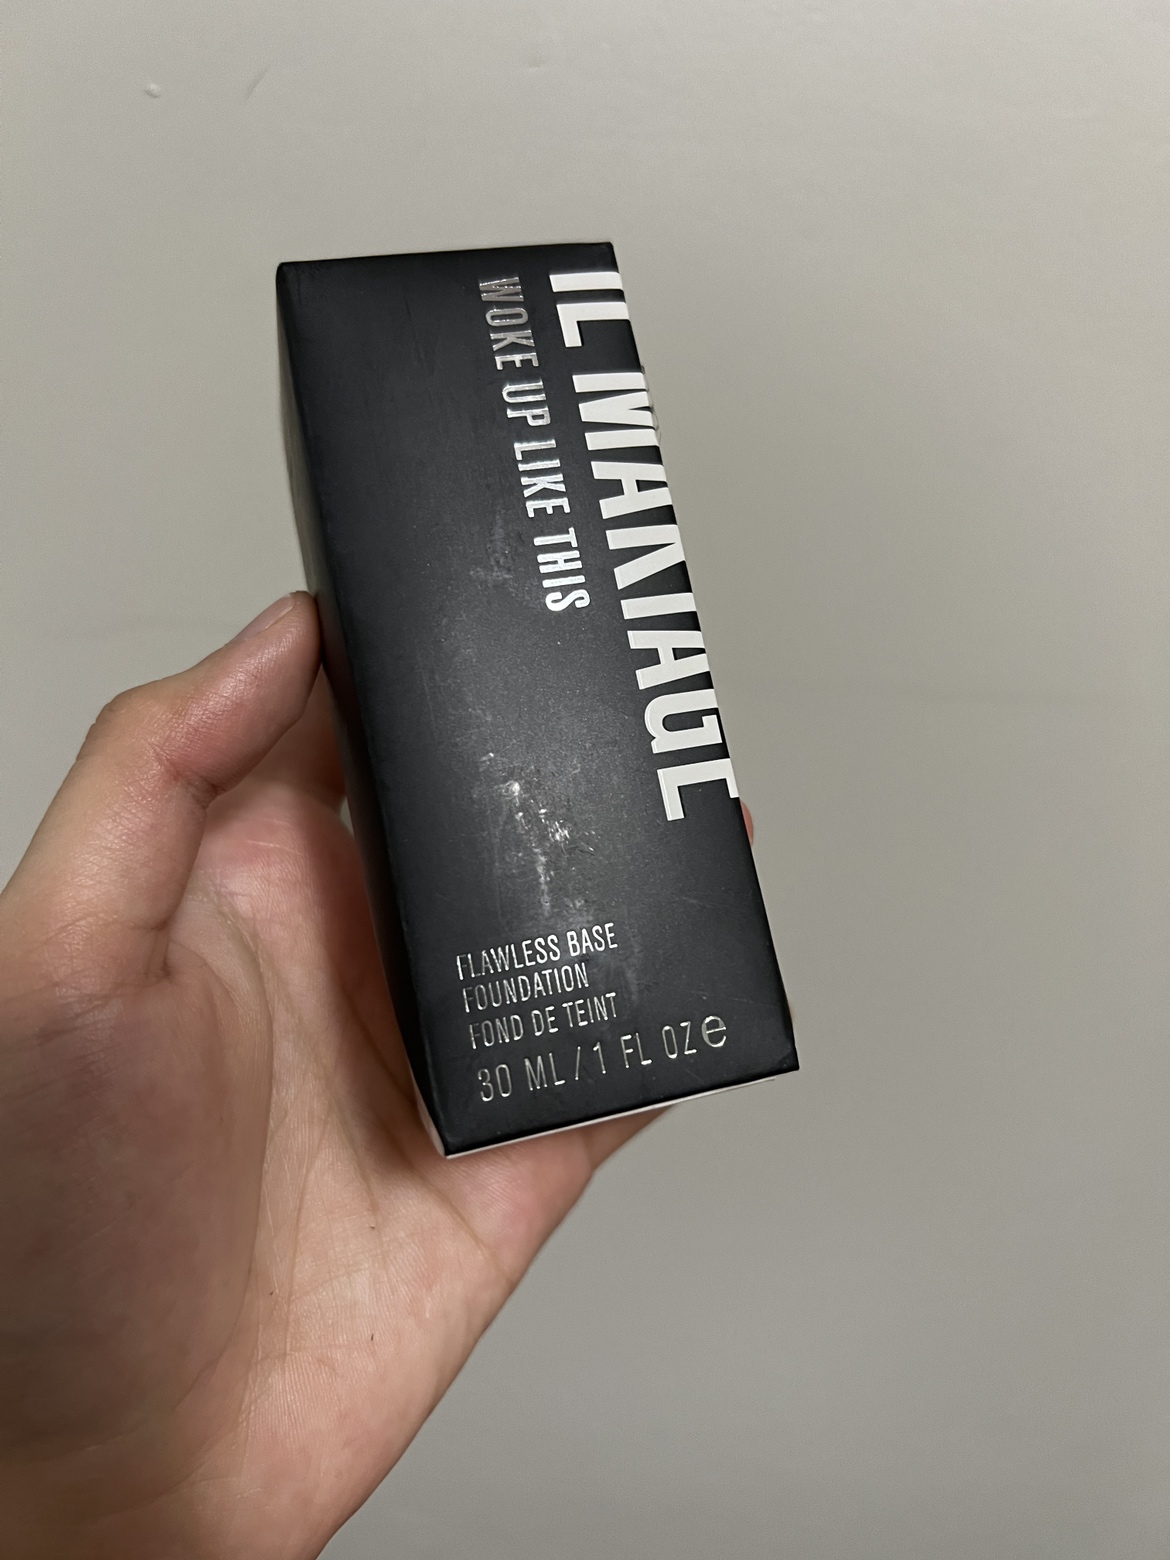 IL MAKIAGE
WOKE UP LIKE THIS
FLAWLESS BASE
FOUNDATION
FOND DE TEINT
30 ML / 1 FL OZ e